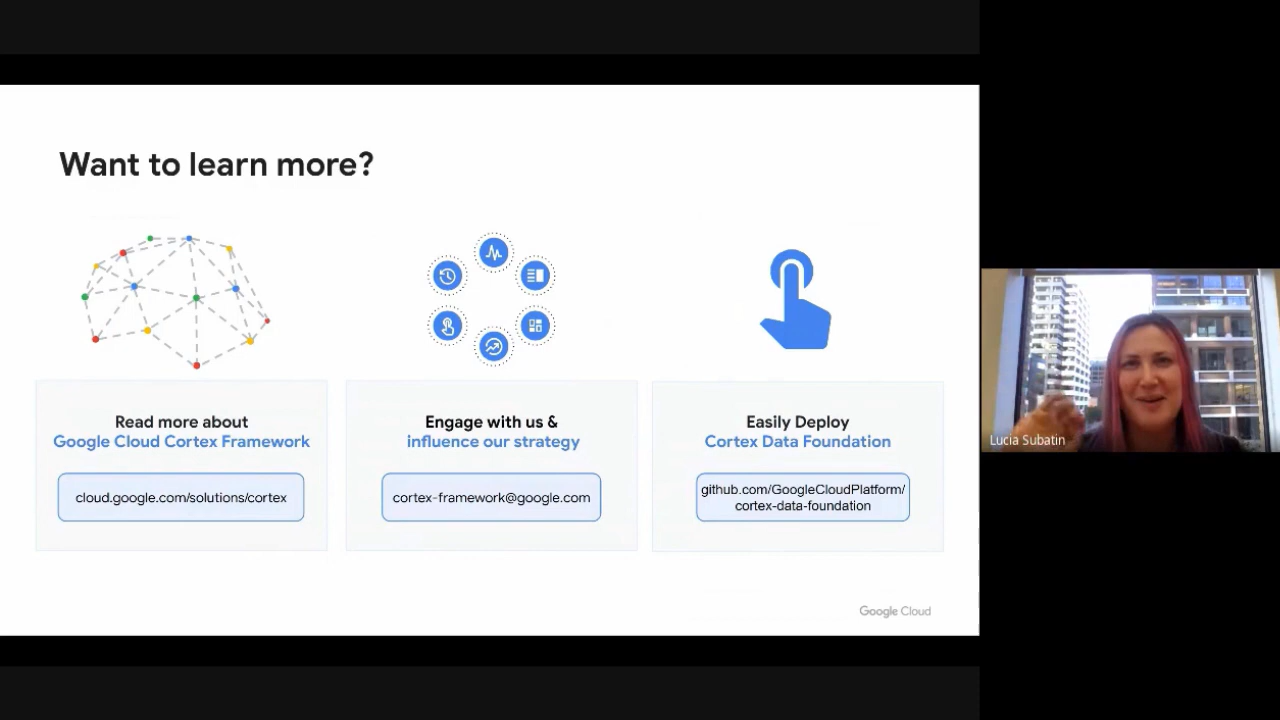 Want to learn more?
Read more about
Google Cloud Cortex Framework
cloud.google.com/solutions/cortex
Engage with us &
influence our strategy
cortex-framework@google.com
Easily Deploy
Cortex Data Foundation
github.com/GoogleCloudPlatform/
cortex-data-foundation
Google Cloud
Lucia Subatin